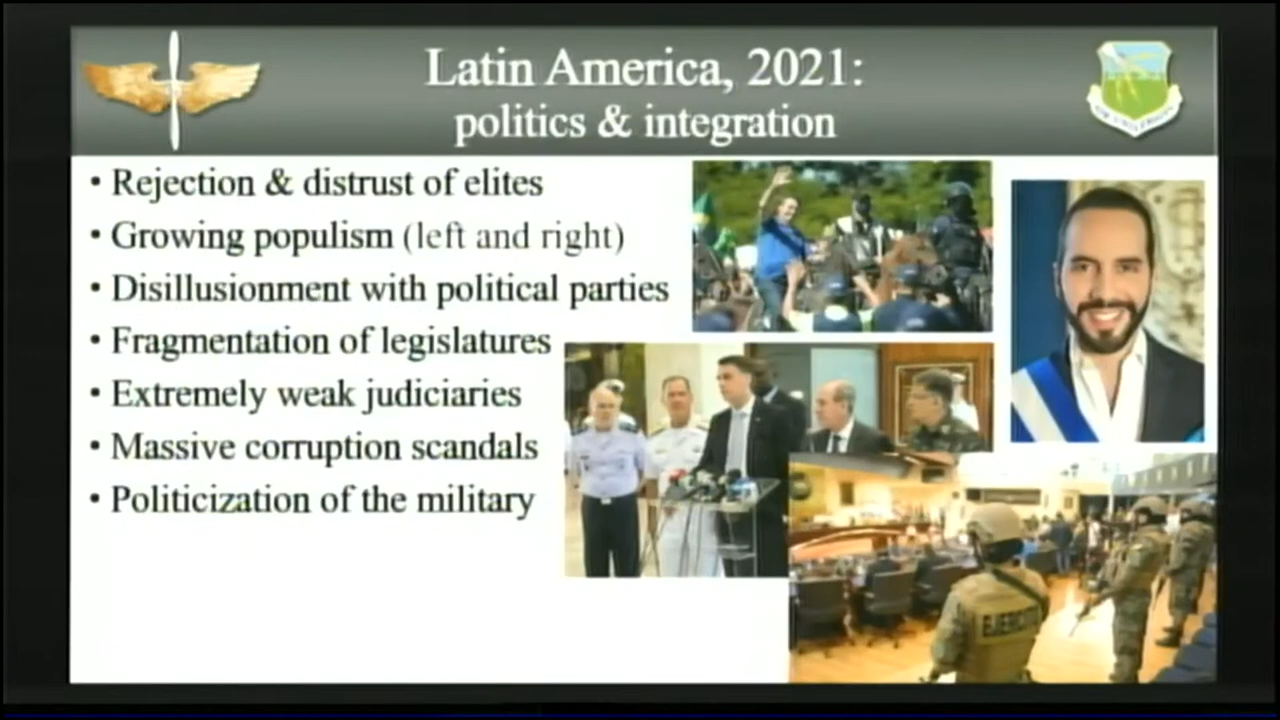 Latin America, 2021:
politics & integration
• Rejection & distrust of elites
• Growing populism (left and right)
• Disillusionment with political parties
• Fragmentation of legislatures
• Extremely weak judiciaries
• Massive corruption scandals
• Politicization of the military